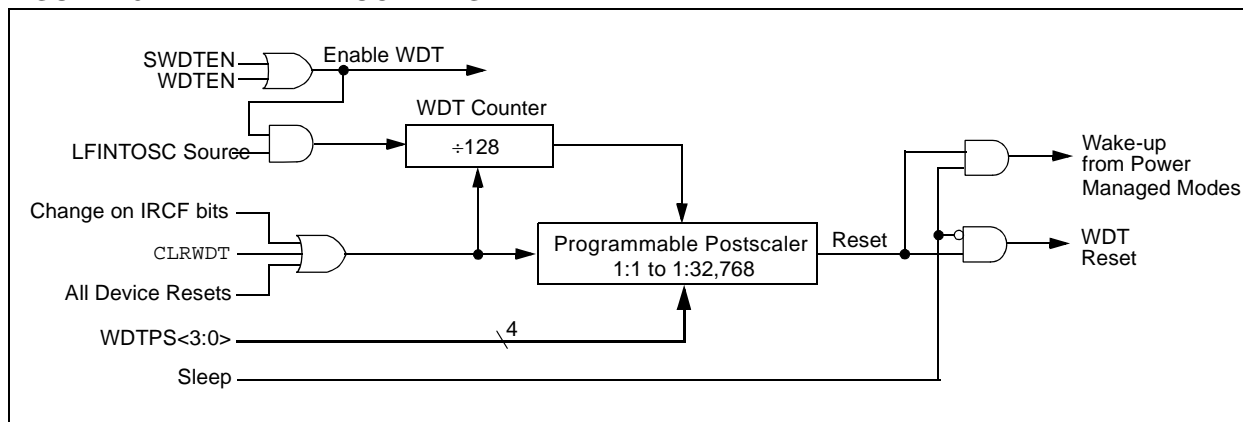 SWDTEN
WDTEN
Enable WDT
WDT Counter
LFINTOSC Source
÷128
Wake-up
from Power
Managed Modes
Change on IRCF bits
CLRWDT
All Device Resets
Programmable Postscaler
1:1 to 1:32,768
Reset
WDT
Reset
WDTPS<3:0>
4
Sleep